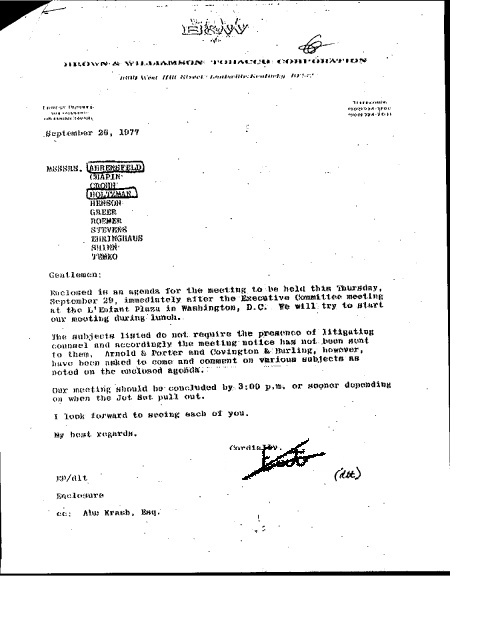 B&W
BROWN & WILLIAMSON TOBACCO CORPORATION
1600 West Hill Street Louisville, Kentucky
September 26, 1977
MESSRS. AHRENSFELD
CHAPIN
CROHN
HOLTZMAN
HENSON
GREER
ROEMER
STEVENS
EHRINGHAUS
SHINN
TEMKO
Gentlemen:
Enclosed is an agenda for the meeting to be held this Thursday,
September 29, immediately after the Executive Committee meeting
at the L'Enfant Plaza in Washington, D.C. We will try to start
our meeting during lunch.
The subjects listed do not require the presence of litigating
counsel and accordingly the meeting notice has not been sent
to them. Arnold & Porter and Covington & Burling, however,
have been asked to come and comment on various subjects as
noted on the enclosed agenda.
Our meeting should be concluded by 3:00 p.m. or sooner depending
on when the Jet Set pull out.
I look forward to seeing each of you.
My best regards.
Cordially,
(dlt)
EP/dlt
Enclosure
cc: Abe Krash, Esq.